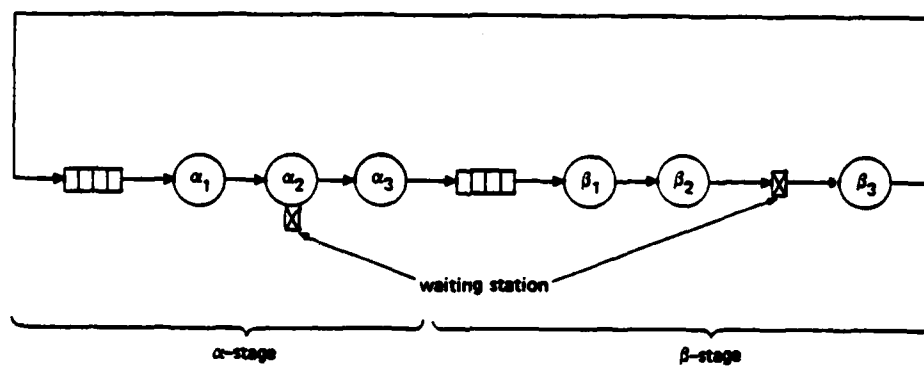 α₁ α₂ α₃ β₁ β₂ β₃
waiting station
α-stage β-stage